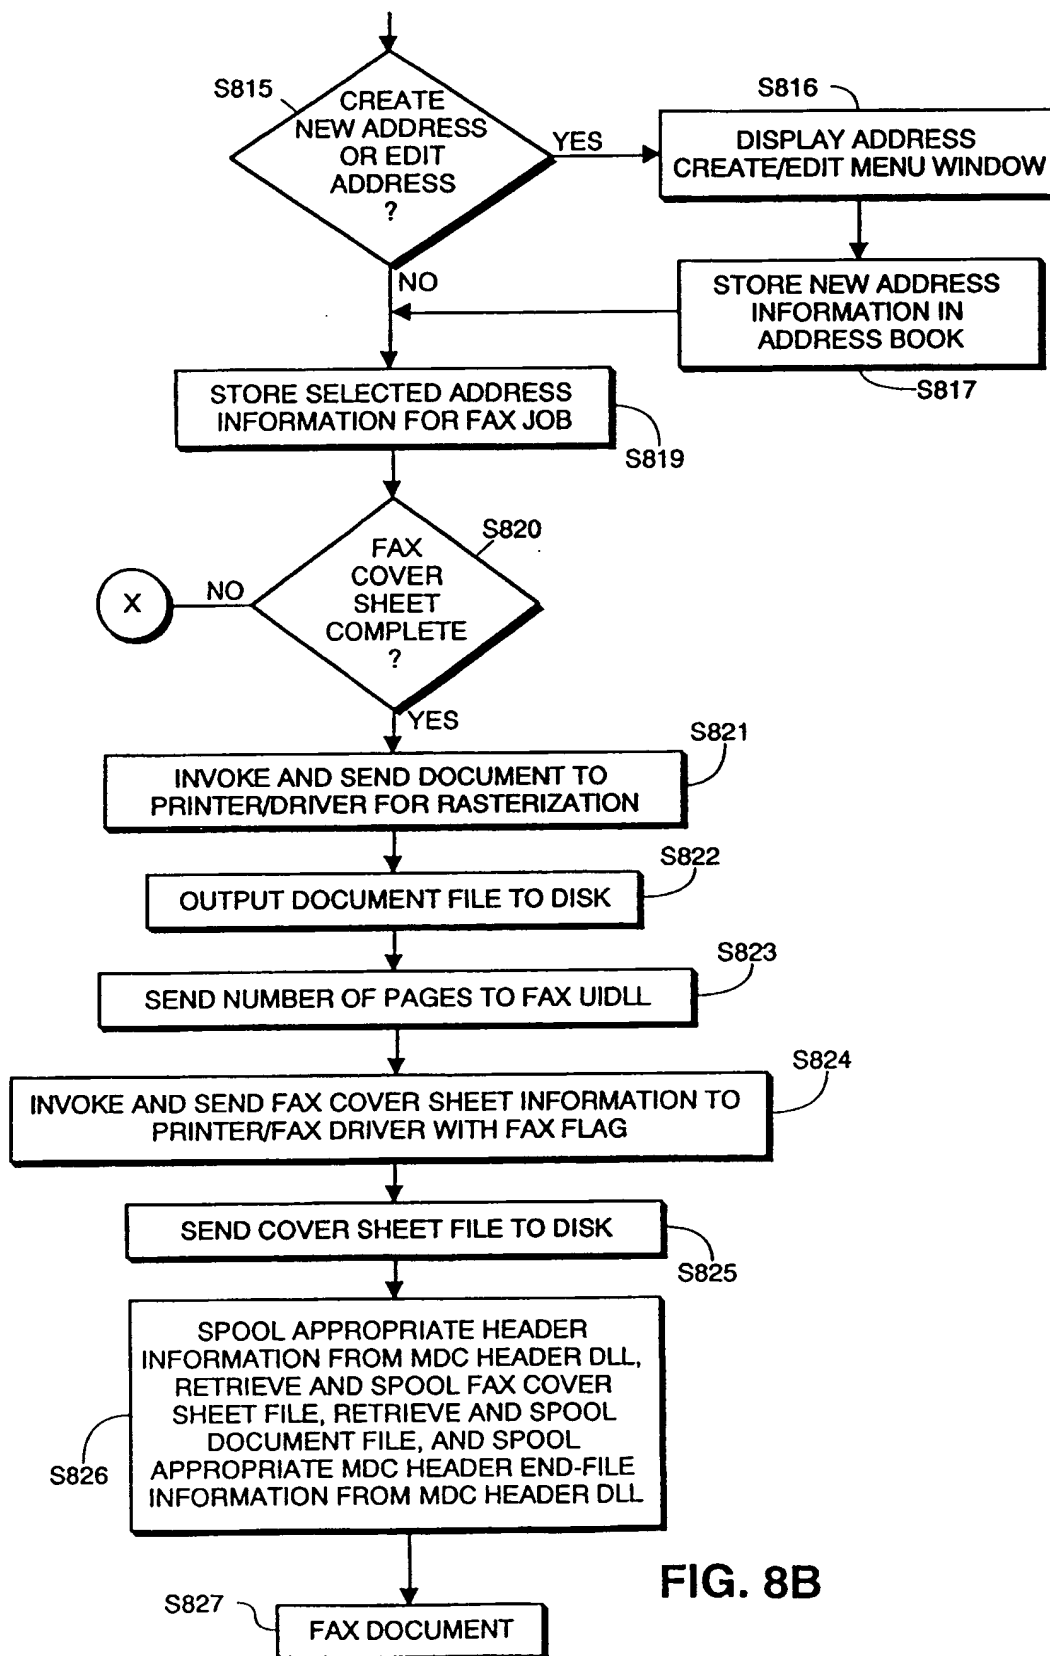 S815
CREATE
NEW ADDRESS
OR EDIT
ADDRESS
?
YES
S816
DISPLAY ADDRESS
CREATE/EDIT MENU WINDOW
NO
STORE NEW ADDRESS
INFORMATION IN
ADDRESS BOOK
S817
STORE SELECTED ADDRESS
INFORMATION FOR FAX JOB
S819
S820
FAX
COVER
SHEET
COMPLETE
?
NO
X
YES
S821
INVOKE AND SEND DOCUMENT TO
PRINTER/DRIVER FOR RASTERIZATION
S822
OUTPUT DOCUMENT FILE TO DISK
S823
SEND NUMBER OF PAGES TO FAX UIDLL
S824
INVOKE AND SEND FAX COVER SHEET INFORMATION TO
PRINTER/FAX DRIVER WITH FAX FLAG
SEND COVER SHEET FILE TO DISK
S825
SPOOL APPROPRIATE HEADER
INFORMATION FROM MDC HEADER DLL,
RETRIEVE AND SPOOL FAX COVER
SHEET FILE, RETRIEVE AND SPOOL
DOCUMENT FILE, AND SPOOL
APPROPRIATE MDC HEADER END-FILE
INFORMATION FROM MDC HEADER DLL
S826
FIG. 8B
S827
FAX DOCUMENT